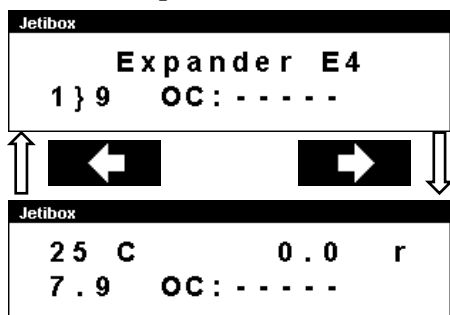 Jetibox
Expander E4
1}9 OC:-----
Jetibox
25 C 0.0 r
7.9 OC:-----